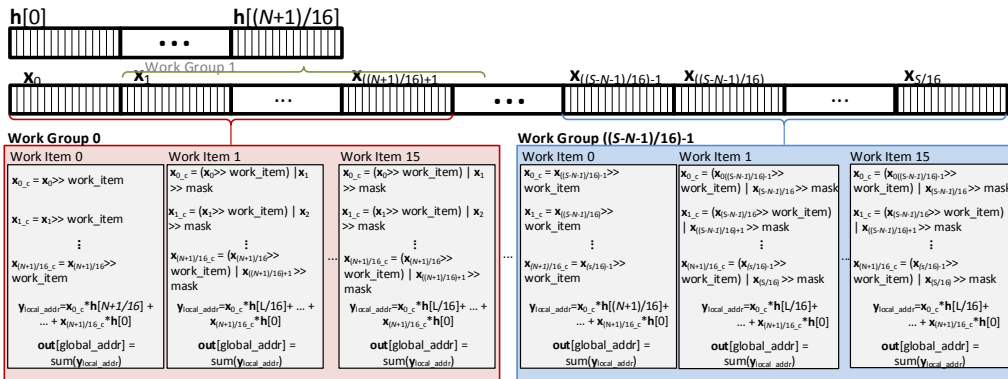 h[0] h[(N+1)/16]
...
Work Group 1
x0 x1 x((N+1)/16)+1 x((S-N-1)/16)-1 x((S-N-1)/16) xS/16
... ... ...
Work Group 0
Work Item 0
x0_c = x0>> work_item
x1_c = x1>> work_item
⋮
x(N+1)/16_c = x(N+1)/16>>
work_item
ylocal_addr=x0_c*h[N+1/16] +
... + x(N+1)/16_c*h[0]
out[global_addr] =
sum(ylocal_addr)
Work Item 1
x0_c = (x0>> work_item) | x1
>> mask
x1_c = (x1>> work_item) | x2
>> mask
⋮
x(N+1)/16_c = (x(N+1)/16>>
work_item) | x((N+1)/16)+1 >>
mask
ylocal_addr=x0_c*h[L/16]+ ... +
x(N+1)/16_c*h[0]
out[global_addr] =
sum(ylocal_addr)
...
Work Item 15
x0_c = (x0>> work_item) | x1
>> mask
x1_c = (x1>> work_item) | x2
>> mask
⋮
x(N+1)/16_c = (x(N+1)/16>>
work_item) | x((N+1)/16)+1 >>
mask
ylocal_addr=x0_c*h[L/16]+ ... +
x(N+1)/16_c*h[0]
out[global_addr] =
sum(ylocal_addr)
...
Work Group ((S-N-1)/16)-1
Work Item 0
x0_c = x((S-N-1)/16)-1>>
work_item
x1_c = x((S-N-1)/16)>>
work_item
⋮
x(N+1)/16_c = x(s/16)-1>>
work_item
ylocal_addr=x0_c*h[(N+1)/16]+
... + x(N+1)/16_c*h[0]
out[global_addr] =
sum(ylocal_addr)
Work Item 1
x0_c = (x0((S-N-1)/16)-1>>
work_item) | x(S-N-1)/16 >> mask
x1_c = (x(S-N-1)/16>> work_item)
| x((S-N-1)/16)+1 >> mask
⋮
x(N+1)/16_c = (x(s/16)-1>>
work_item) | x(S/16) >> mask
ylocal_addr=x0_c*h[L/16]+
... + x(N+1)/16_c*h[0]
out[global_addr] =
sum(ylocal_addr)
...
Work Item 15
x0_c = (x0((S-N-1)/16)-1>>
work_item) | x(S-N-1)/16 >> mask
x1_c = (x(S-N-1)/16>> work_item)
| x((S-N-1)/16)+1 >> mask
⋮
x(N+1)/16_c = (x(s/16)-1>>
work_item) | x(S/16) >> mask
ylocal_addr=x0_c*h[L/16]+
... + x(N+1)/16_c*h[0]
out[global_addr] =
sum(ylocal_addr)